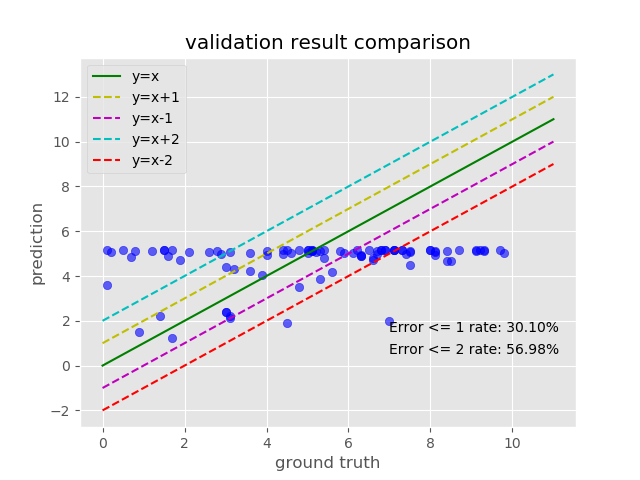 validation result comparison
y=x
y=x+1
y=x-1
y=x+2
y=x-2
12
10
8
6
4
2
0
−2
prediction
Error <= 1 rate: 30.10%
Error <= 2 rate: 56.98%
0 2 4 6 8 10
ground truth